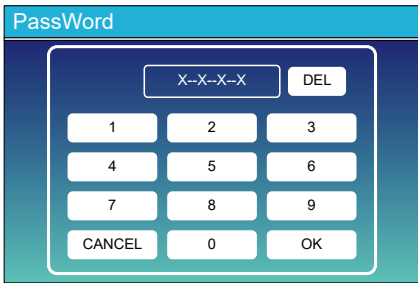 PassWord
X--X--X--X DEL
1 2 3
4 5 6
7 8 9
CANCEL 0 OK